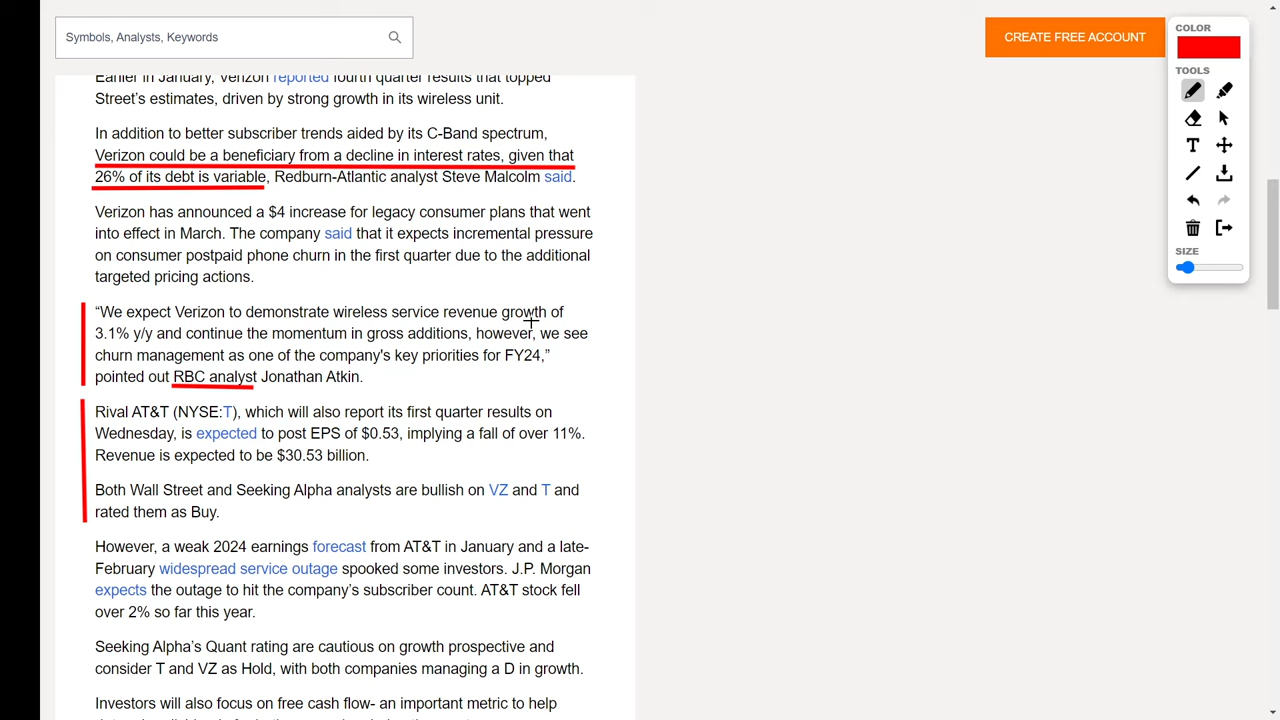 Symbols, Analysts, Keywords
CREATE FREE ACCOUNT
COLOR
TOOLS
T
SIZE
Earlier in January, Verizon reported fourth quarter results that topped
Street’s estimates, driven by strong growth in its wireless unit.
In addition to better subscriber trends aided by its C-Band spectrum,
Verizon could be a beneficiary from a decline in interest rates, given that
26% of its debt is variable, Redburn-Atlantic analyst Steve Malcolm said.
Verizon has announced a $4 increase for legacy consumer plans that went
into effect in March. The company said that it expects incremental pressure
on consumer postpaid phone churn in the first quarter due to the additional
targeted pricing actions.
“We expect Verizon to demonstrate wireless service revenue growth of
3.1% y/y and continue the momentum in gross additions, however, we see
churn management as one of the company's key priorities for FY24,”
pointed out RBC analyst Jonathan Atkin.
Rival AT&T (NYSE:T), which will also report its first quarter results on
Wednesday, is expected to post EPS of $0.53, implying a fall of over 11%.
Revenue is expected to be $30.53 billion.
Both Wall Street and Seeking Alpha analysts are bullish on VZ and T and
rated them as Buy.
However, a weak 2024 earnings forecast from AT&T in January and a late-
February widespread service outage spooked some investors. J.P. Morgan
expects the outage to hit the company’s subscriber count. AT&T stock fell
over 2% so far this year.
Seeking Alpha’s Quant rating are cautious on growth prospective and
consider T and VZ as Hold, with both companies managing a D in growth.
Investors will also focus on free cash flow- an important metric to help